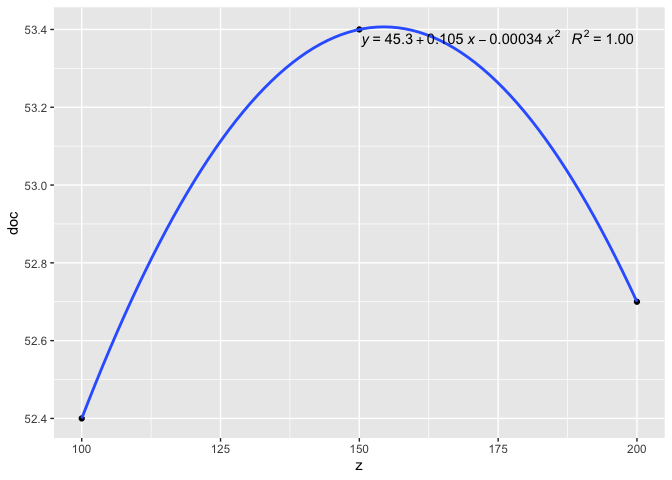 53.4
y = 45.3 + 0.105 x − 0.00034 x² R² = 1.00
53.2
53.0
doc
52.8
52.6
52.4
100 125 150 175 200
z